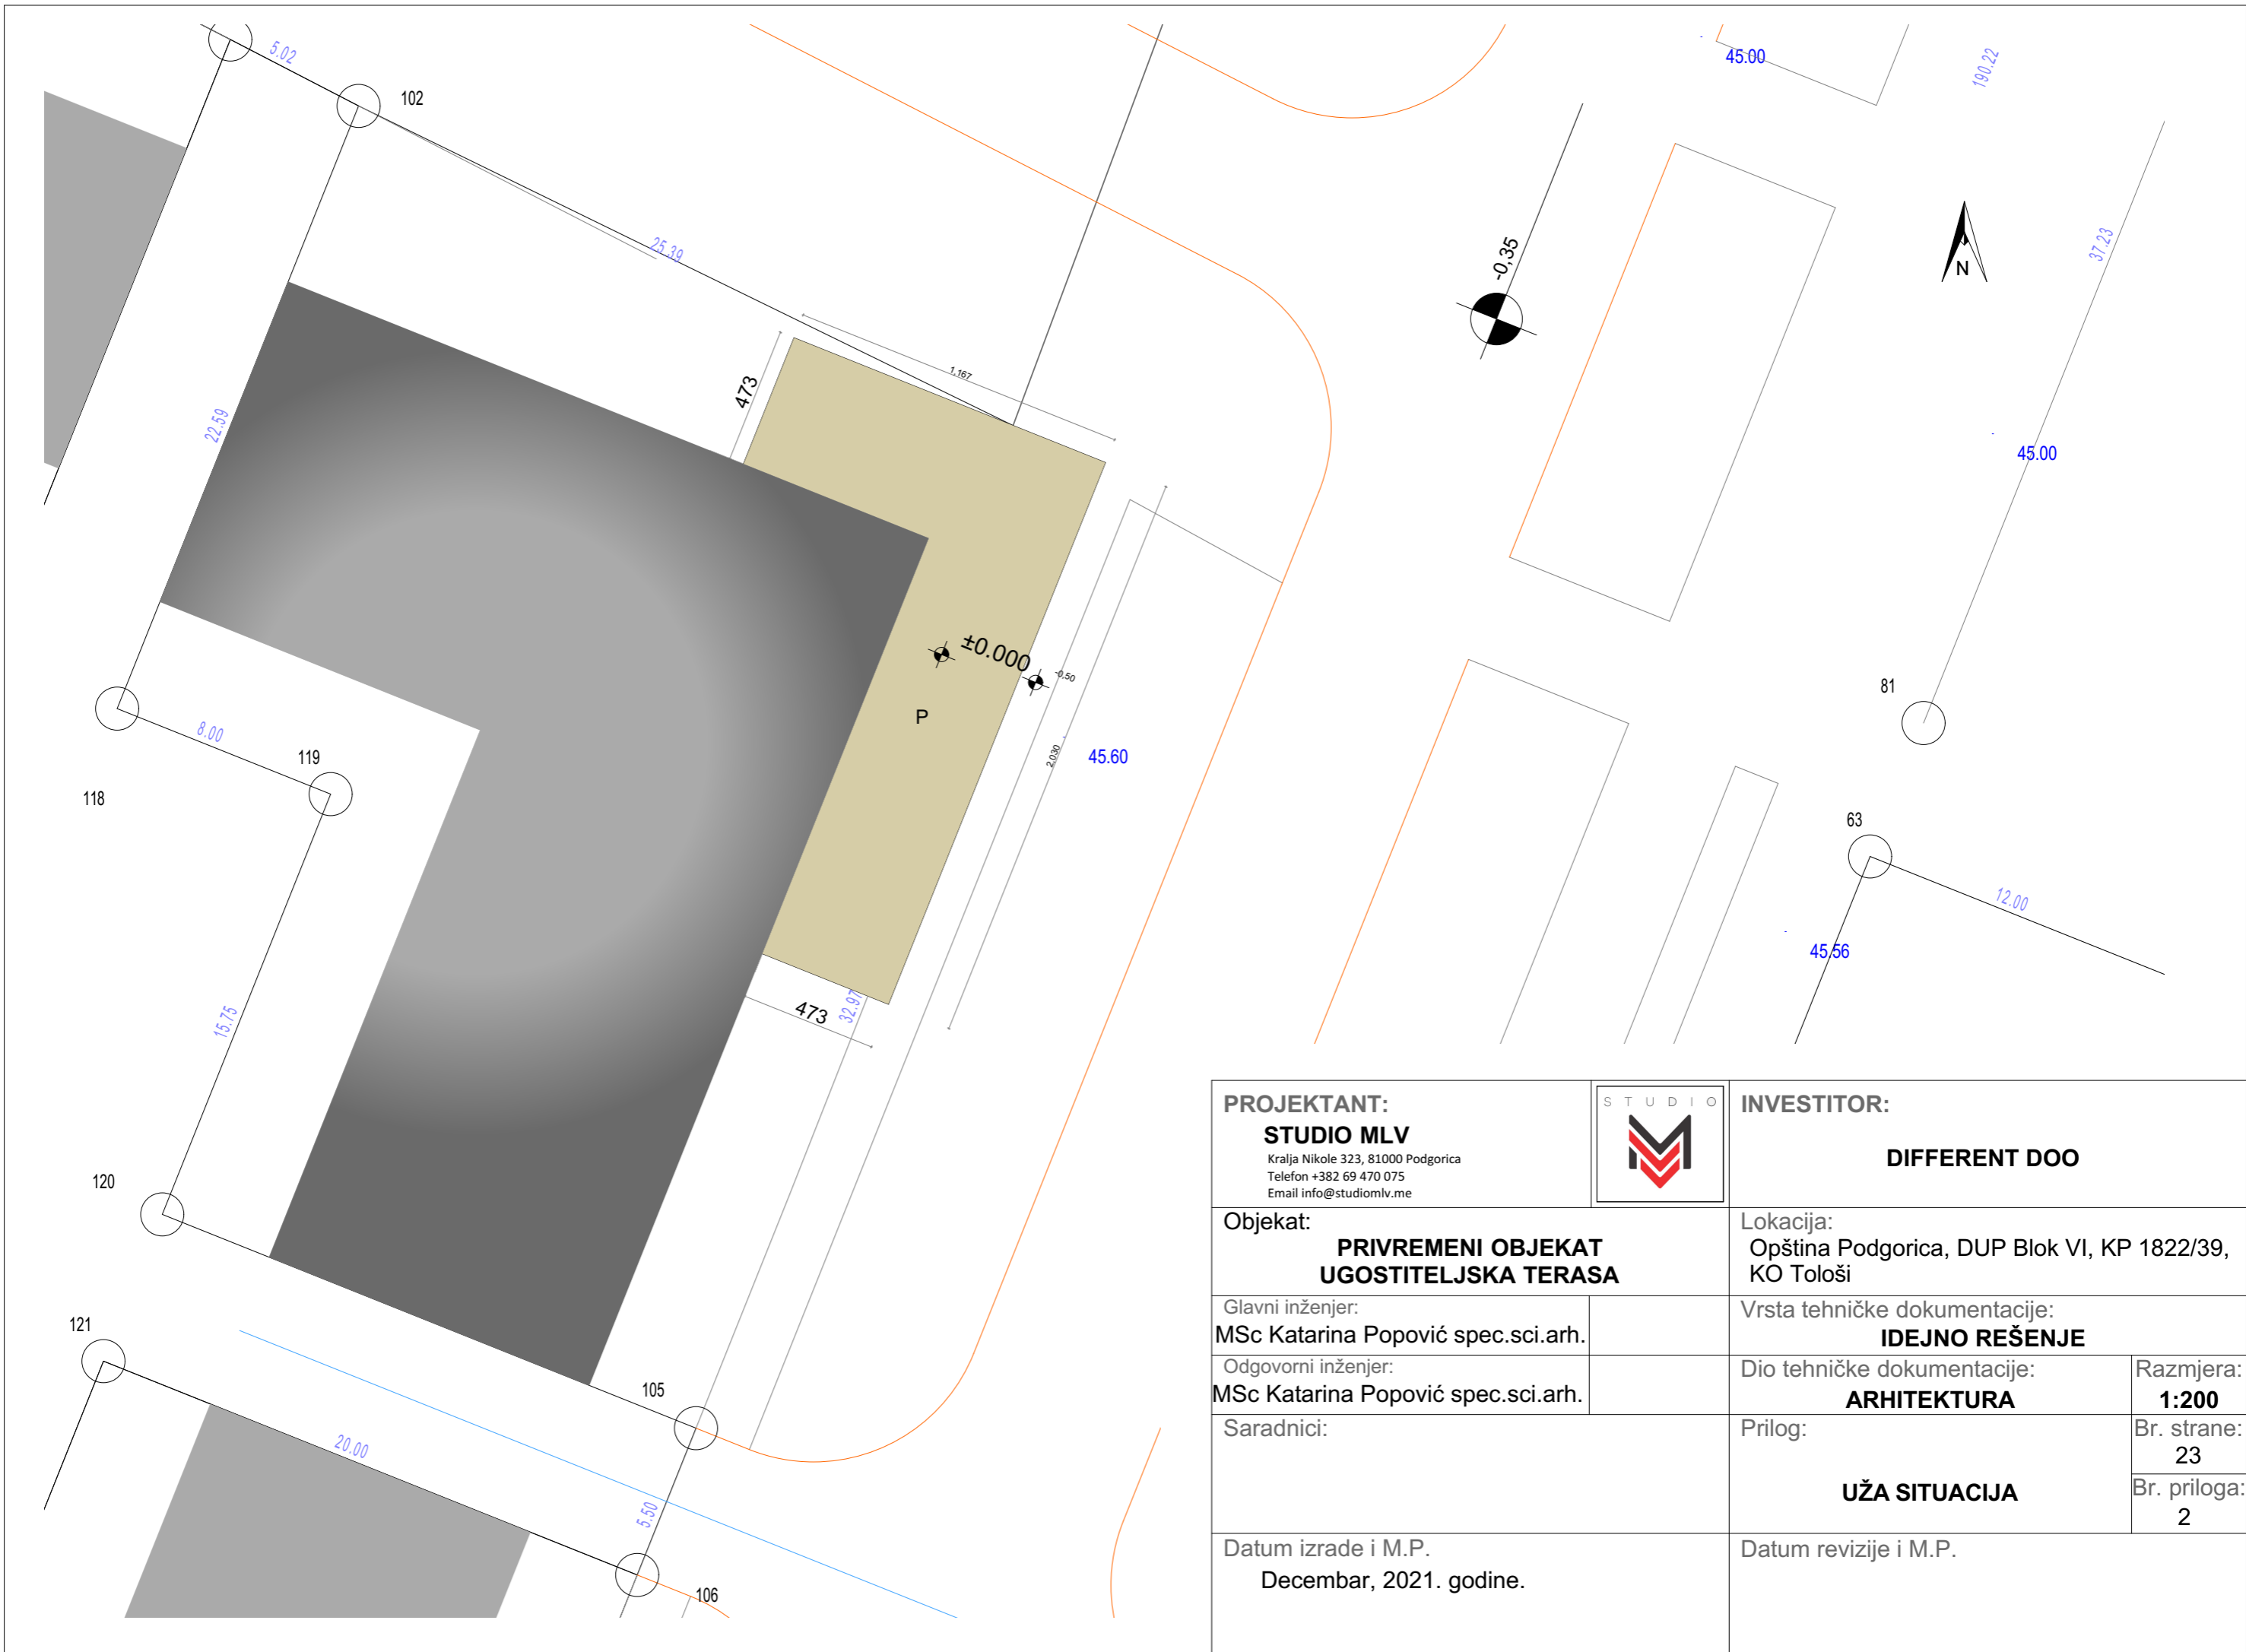 5.02
102
45.00
190.22
25.39
-0,35
37.23
N
1,167
473
22.59
45.00
±0.000
-0,50
P
2,030
45.60
81
8.00
119
118
63
12.00
45.56
473
32.97
15.75
120
121
105
20.00
5.50
106
PROJEKTANT:
STUDIO MLV
Kralja Nikole 323, 81000 Podgorica
Telefon +382 69 470 075
Email info@studiomlv.me
STUDIO
INVESTITOR:
DIFFERENT DOO
Objekat:
PRIVREMENI OBJEKAT
UGOSTITELJSKA TERASA
Lokacija:
Opština Podgorica, DUP Blok VI, KP 1822/39,
KO Tološi
Glavni inženjer:
MSc Katarina Popović spec.sci.arh.
Vrsta tehničke dokumentacije:
IDEJNO REŠENJE
Odgovorni inženjer:
MSc Katarina Popović spec.sci.arh.
Dio tehničke dokumentacije:
ARHITEKTURA
Razmjera:
1:200
Saradnici:
Prilog:
UŽA SITUACIJA
Br. strane:
23
Br. priloga:
2
Datum izrade i M.P.
Decembar, 2021. godine.
Datum revizije i M.P.